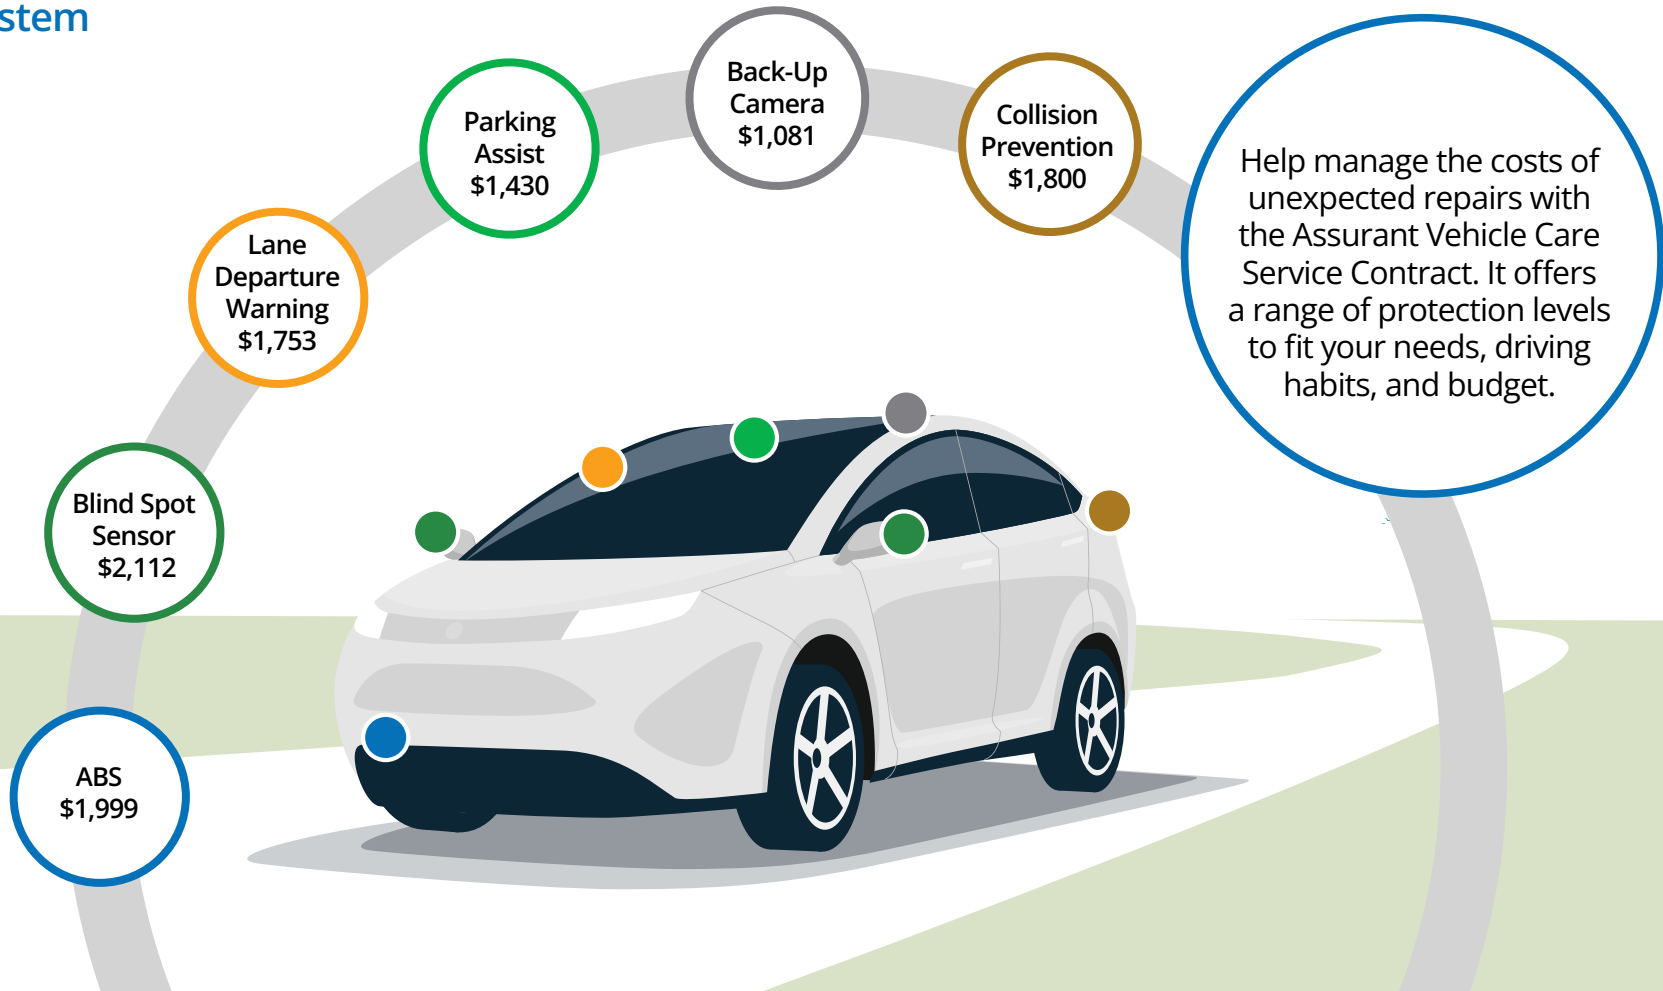 stem
Back-Up
Camera
$1,081
Parking
Assist
$1,430
Collision
Prevention
$1,800
Lane
Departure
Warning
$1,753
Help manage the costs of
unexpected repairs with
the Assurant Vehicle Care
Service Contract. It offers
a range of protection levels
to fit your needs, driving
habits, and budget.
Blind Spot
Sensor
$2,112
ABS
$1,999